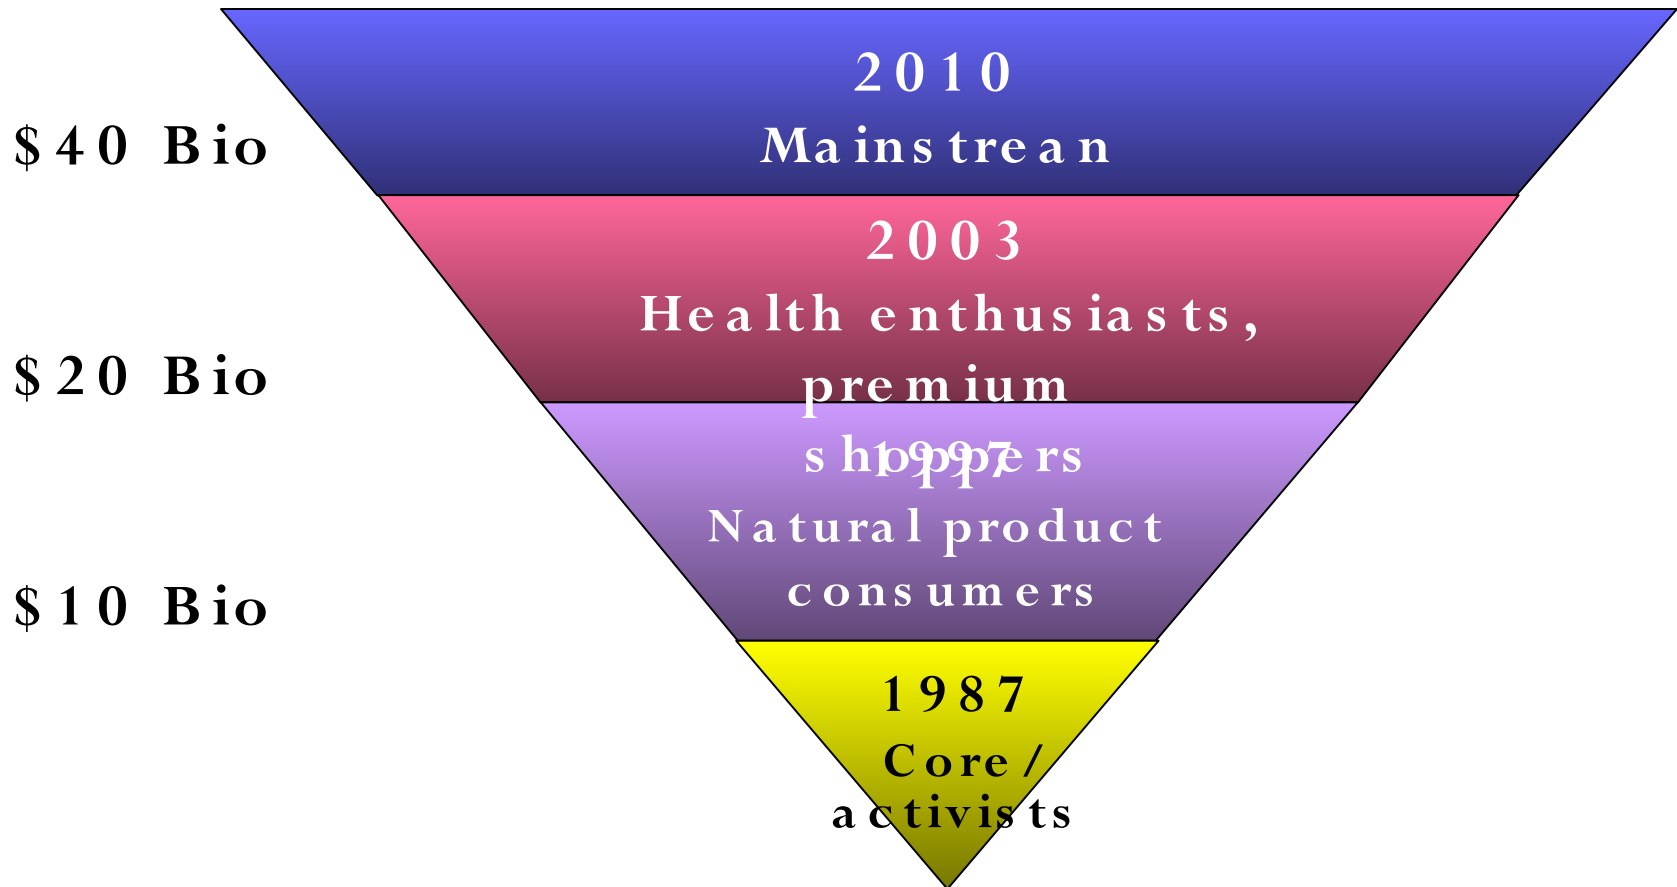 2010
$40 Bio
Mainstrean
2003
Health enthusiasts,
$20 Bio
premium
shoppers
1997
Natural product
consumers
$10 Bio
1987
Core/
activists